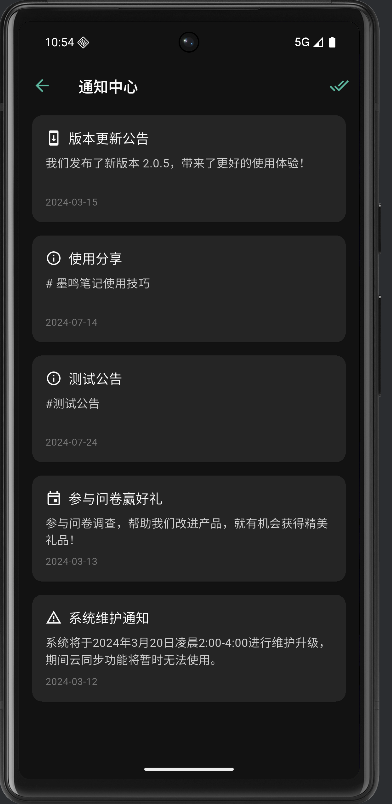 10:54
5G
通知中心
版本更新公告
我们发布了新版本 2.0.5，带来了更好的使用体验！
2024-03-15
使用分享
# 墨鸣笔记使用技巧
2024-07-14
测试公告
#测试公告
2024-07-24
参与问卷赢好礼
参与问卷调查，帮助我们改进产品，就有机会获得精美
礼品！
2024-03-13
系统维护通知
系统将于2024年3月20日凌晨2:00-4:00进行维护升级，
期间云同步功能将暂时无法使用。
2024-03-12